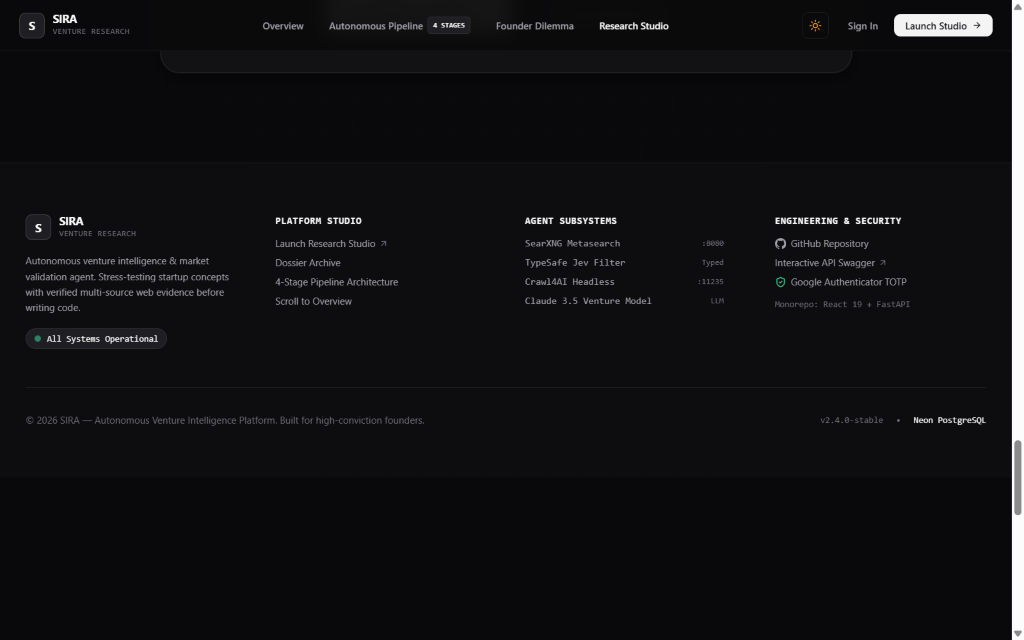 S
SIRA
VENTURE RESEARCH
Overview
Autonomous Pipeline 4 STAGES
Founder Dilemma
Research Studio
Sign In
Launch Studio →
S
SIRA
VENTURE RESEARCH
Autonomous venture intelligence & market
validation agent. Stress-testing startup concepts
with verified multi-source web evidence before
writing code.
All Systems Operational
PLATFORM STUDIO
Launch Research Studio ↗
Dossier Archive
4-Stage Pipeline Architecture
Scroll to Overview
AGENT SUBSYSTEMS
SearXNG Metasearch :8080
TypeSafe Jev Filter Typed
Crawl4AI Headless :11235
Claude 3.5 Venture Model LLM
ENGINEERING & SECURITY
GitHub Repository
Interactive API Swagger ↗
Google Authenticator TOTP
Monorepo: React 19 + FastAPI
© 2026 SIRA — Autonomous Venture Intelligence Platform. Built for high-conviction founders.
v2.4.0-stable • Neon PostgreSQL